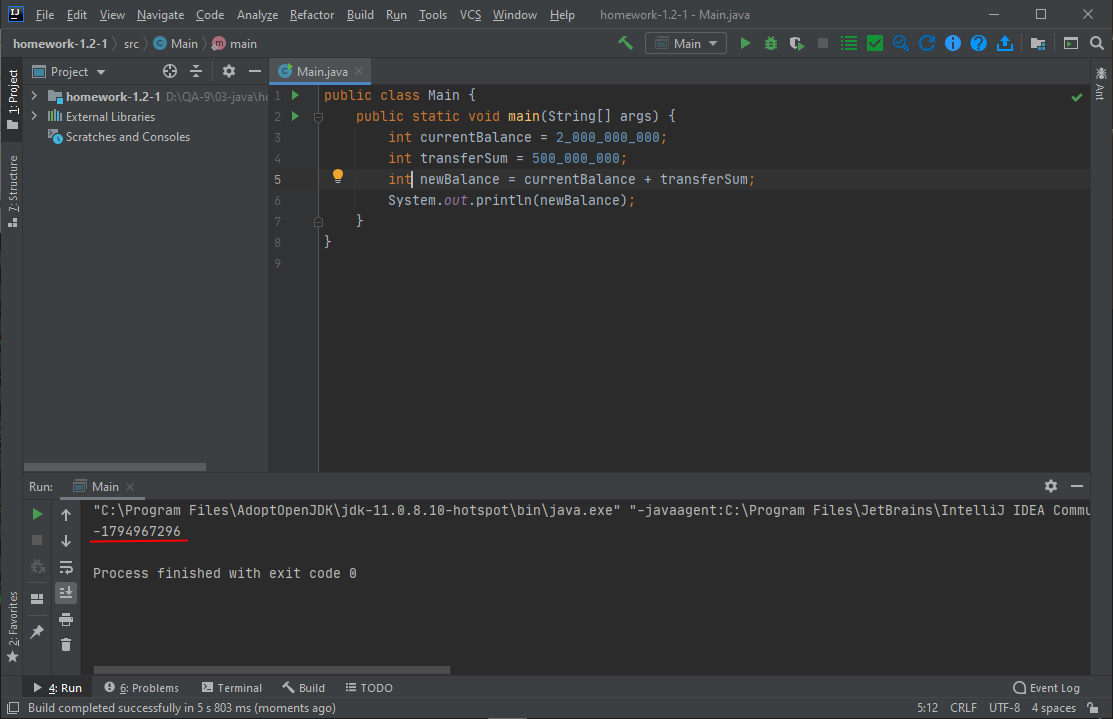 File Edit View Navigate Code Analyze Refactor Build Run Tools VCS Window Help homework-1.2-1 - Main.java
homework-1.2-1 src Main main Main
1: Project
Project
homework-1.2-1 D:\QA-9\03-java\
External Libraries
Scratches and Consoles
7: Structure
2: Favorites
Main.java
Ant
1 public class Main {
2 public static void main(String[] args) {
3 int currentBalance = 2_000_000_000;
4 int transferSum = 500_000_000;
5 int newBalance = currentBalance + transferSum;
6 System.out.println(newBalance);
7 }
8 }
9
Run: Main
"C:\Program Files\AdoptOpenJDK\jdk-11.0.8.10-hotspot\bin\java.exe" "-javaagent:C:\Program Files\JetBrains\IntelliJ IDEA Commu
-1794967296
Process finished with exit code 0
4: Run 6: Problems Terminal Build TODO Event Log
Build completed successfully in 5 s 803 ms (moments ago) 5:12 CRLF UTF-8 4 spaces